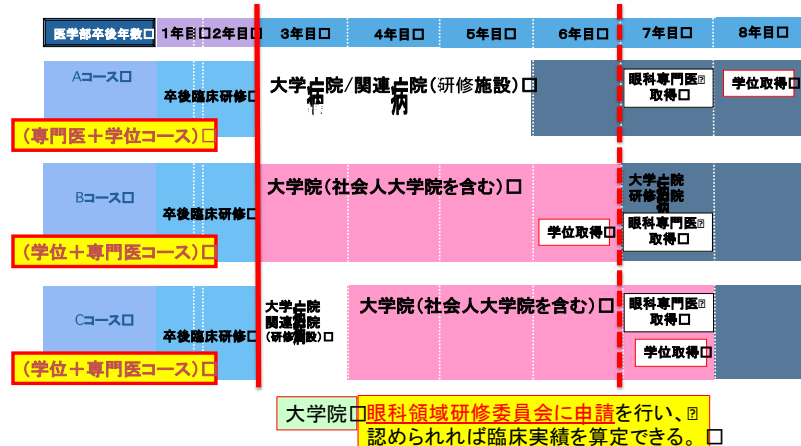 医学部卒後年数 1年目 2年目 3年目 4年目 5年目 6年目 7年目 8年目
Aコース
(専門医+学位コース)
卒後臨床研修
大学病院/関連病院(研修施設)
眼科専門医
取得
学位取得
Bコース
(学位+専門医コース)
卒後臨床研修
大学院(社会人大学院を含む)
学位取得
大学病院
研修病院
眼科専門医
取得
Cコース
(学位+専門医コース)
卒後臨床研修
大学病院
関連病院
(研修施設)
大学院(社会人大学院を含む)
眼科専門医
取得
学位取得
大学院
眼科領域研修委員会に申請を行い、
認められれば臨床実績を算定できる。